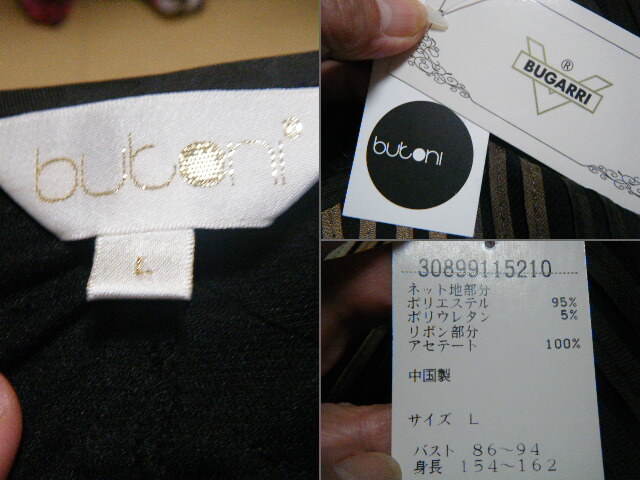 butoni
L
® 
BUGARRI
butoni
30899115210
ネット地部分
ポリエステル 95%
ポリウレタン 5%
リボン部分
アセテート 100%
中国製
サイズ L
バスト 86～94
身長 154～162